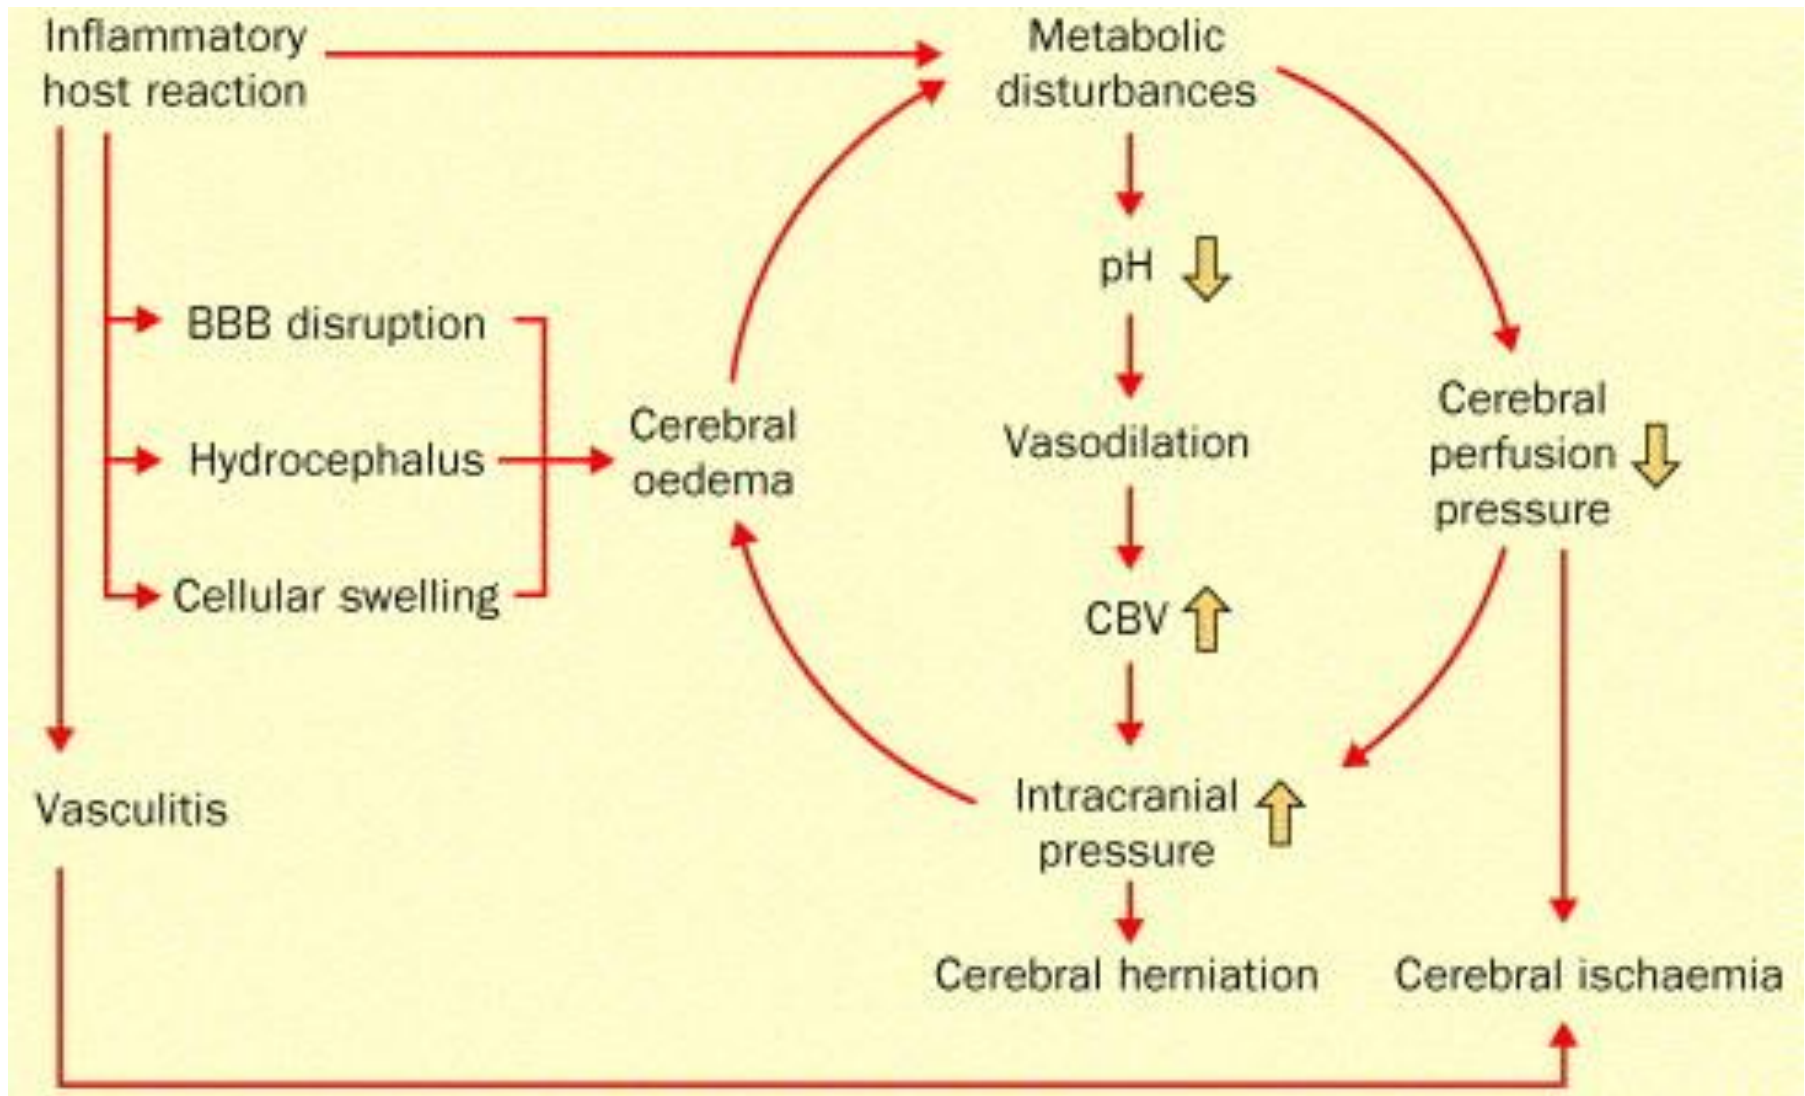 Inflammatory
host reaction
Metabolic
disturbances
pH
BBB disruption
Cerebral
perfusion
pressure
Cerebral
oedema
Vasodilation
Hydrocephalus
Cellular swelling
CBV
Vasculitis
Intracranial
pressure
Cerebral herniation
Cerebral ischaemia